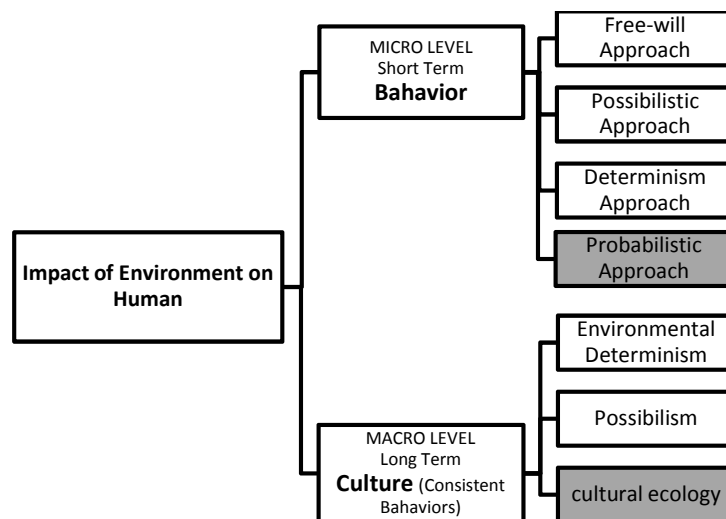 Impact of Environment on
Human
MICRO LEVEL
Short Term
Bahavior
Free-will
Approach
Possibilistic
Approach
Determinism
Approach
Probabilistic
Approach
MACRO LEVEL
Long Term
Culture (Consistent
Bahaviors)
Environmental
Determinism
Possibilism
cultural ecology